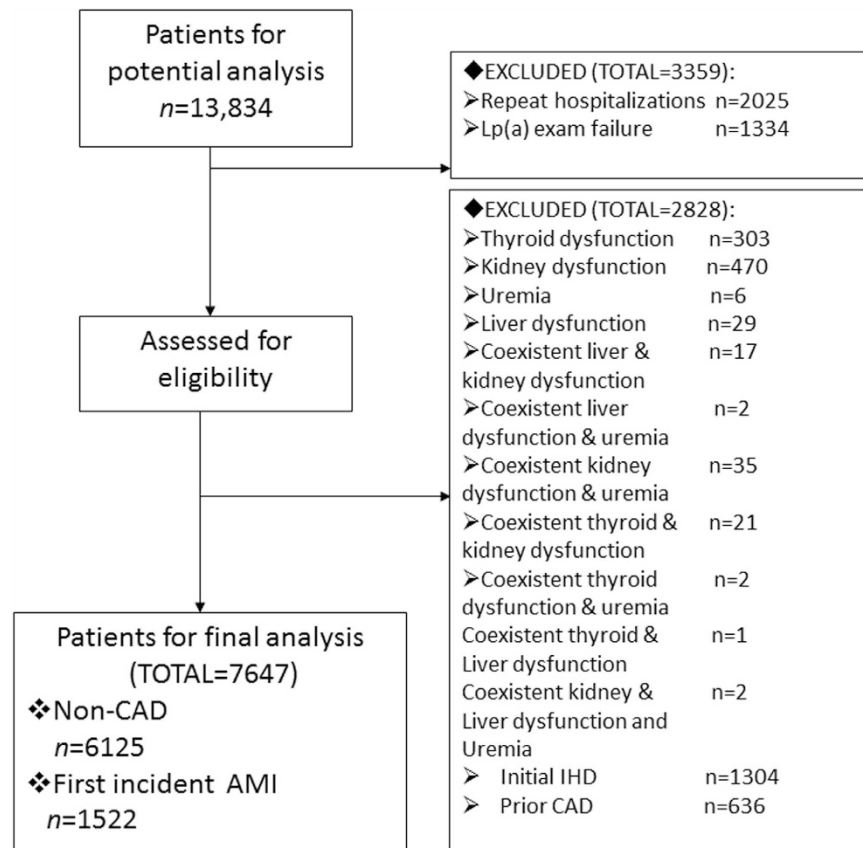 Patients for
potential analysis
n=13,834
◆EXCLUDED (TOTAL=3359):
➢Repeat hospitalizations n=2025
➢Lp(a) exam failure n=1334
◆EXCLUDED (TOTAL=2828):
➢Thyroid dysfunction n=303
➢Kidney dysfunction n=470
➢Uremia n=6
➢Liver dysfunction n=29
➢Coexistent liver & n=17
kidney dysfunction
➢Coexistent liver n=2
dysfunction & uremia
➢Coexistent kidney n=35
dysfunction & uremia
➢Coexistent thyroid & n=21
kidney dysfunction
➢Coexistent thyroid n=2
dysfunction & uremia
Coexistent thyroid & n=1
Liver dysfunction
Coexistent kidney & n=2
Liver dysfunction and
Uremia
➢ Initial IHD n=1304
➢ Prior CAD n=636
Assessed for
eligibility
Patients for final analysis
(TOTAL=7647)
❖Non-CAD
n=6125
❖First incident AMI
n=1522